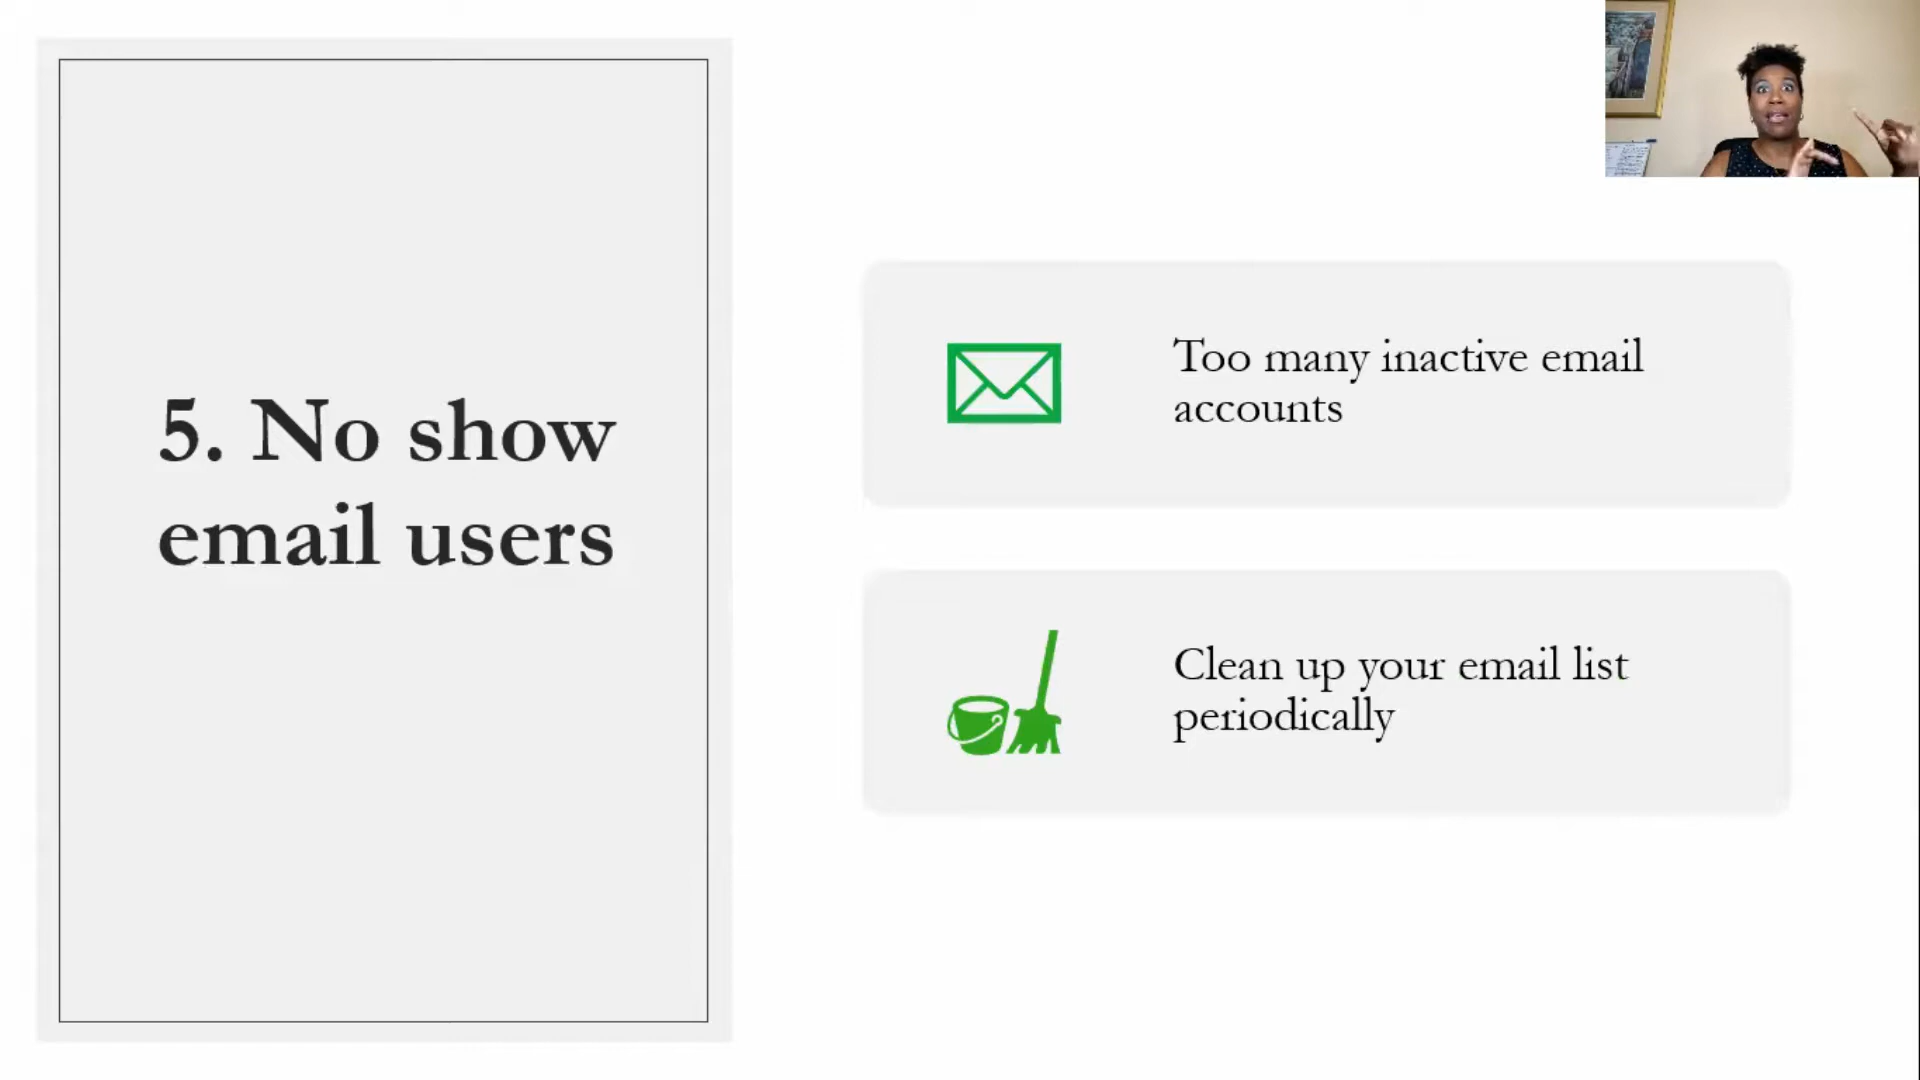 5. No show
email users
Too many inactive email
accounts
Clean up your email list
periodically